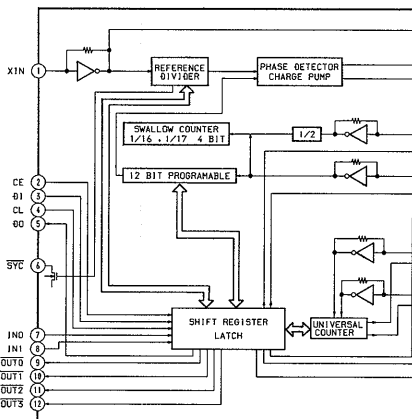 XIN
1
REFERENCE
DIVIDER
PHASE DETECTOR
CHARGE PUMP
SWALLOW COUNTER
1/16 . 1/17 4 BIT
1/2
12 BIT PROGRAMABLE
CE
2
DI
3
CL
4
DO
5
SYC
6
SHIFT REGISTER
LATCH
UNIVERSAL
COUNTER
IN0
7
IN1
8
OUT0
9
OUT1
10
OUT2
11
OUT3
12